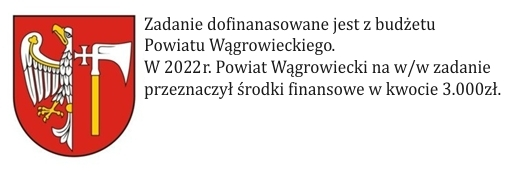 Zadanie dofinanasowane jest z budżetu
Powiatu Wągrowieckiego.
W 2022r. Powiat Wągrowiecki na w/w zadanie
przeznaczył środki finansowe w kwocie 3.000zł.